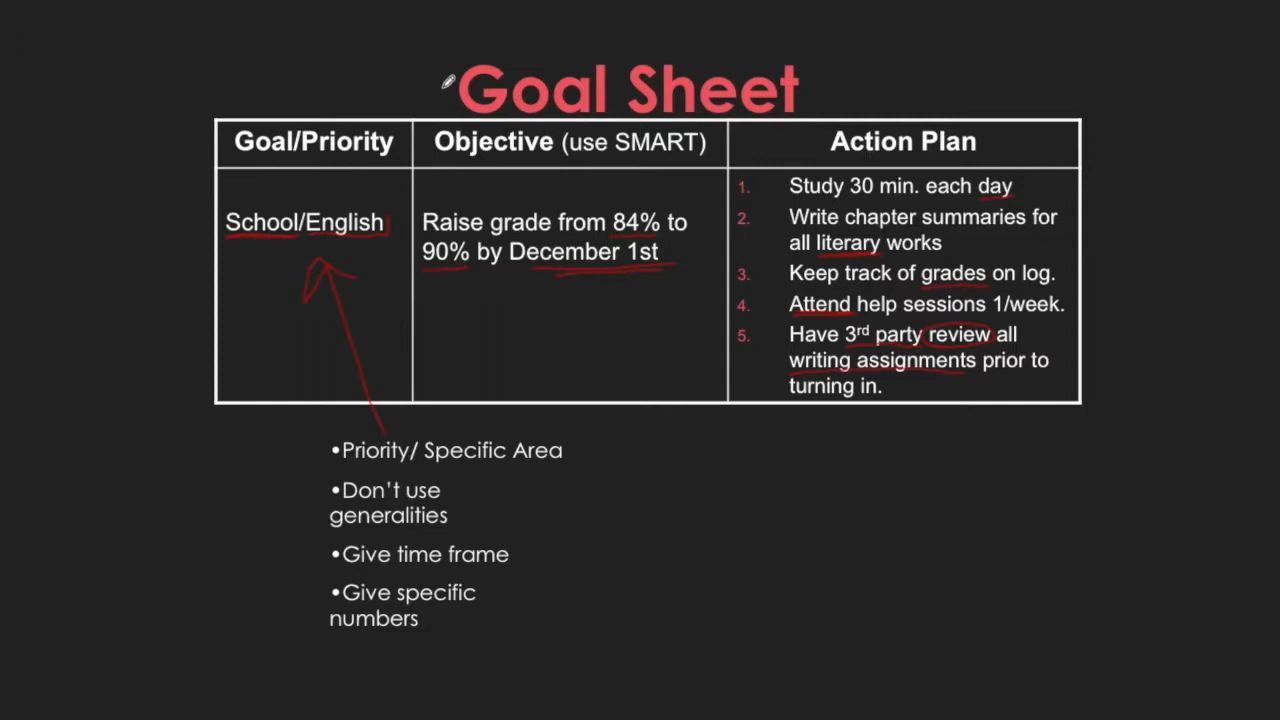 Goal Sheet
Goal/Priority
Objective (use SMART)
Action Plan
School/English
Raise grade from 84% to
90% by December 1st
1. Study 30 min. each day
2. Write chapter summaries for
all literary works
3. Keep track of grades on log.
4. Attend help sessions 1/week.
5. Have 3rd party review all
writing assignments prior to
turning in.
•Priority/ Specific Area
•Don’t use
generalities
•Give time frame
•Give specific
numbers